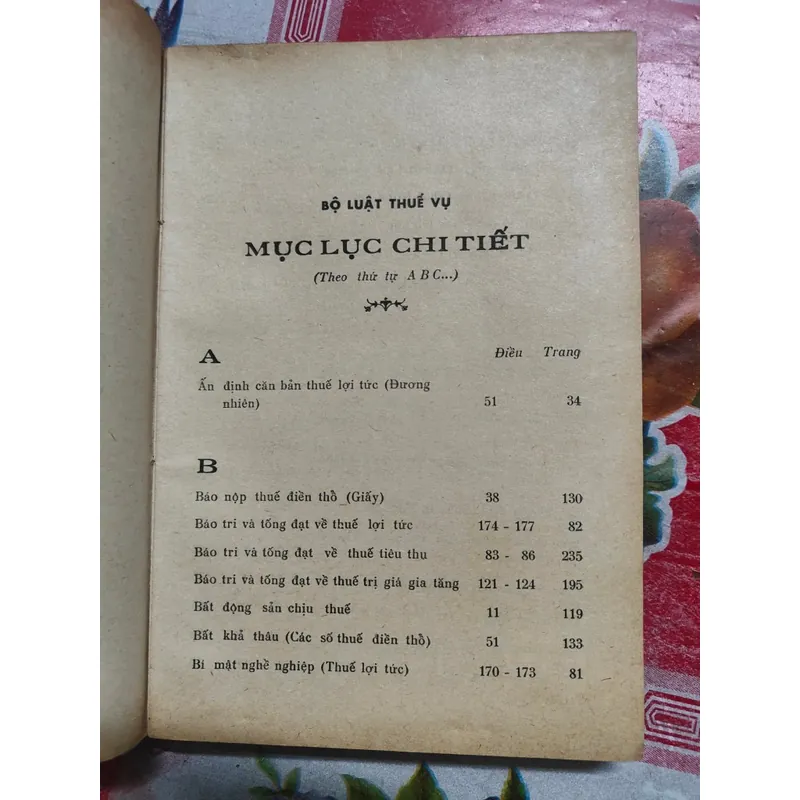 BỘ LUẬT THUẾ VỤ
MỤC LỤC CHI TIẾT
(Theo thứ tự A B C...)
A Điều Trang
Ấn định căn bản thuế lợi tức (Đương
nhiên) 51 34
B
Báo nộp thuế điền thổ (Giấy) 38 130
Báo tri và tống đạt về thuế lợi tức 174 - 177 82
Báo tri và tống đạt về thuế tiêu thu 83 - 86 235
Báo tri và tống đạt về thuế trị giá gia tăng 121 - 124 195
Bất động sản chịu thuế 11 119
Bất khả thâu (Các số thuế điền thổ) 51 133
Bí mật nghề nghiệp (Thuế lợi tức) 170 - 173 81